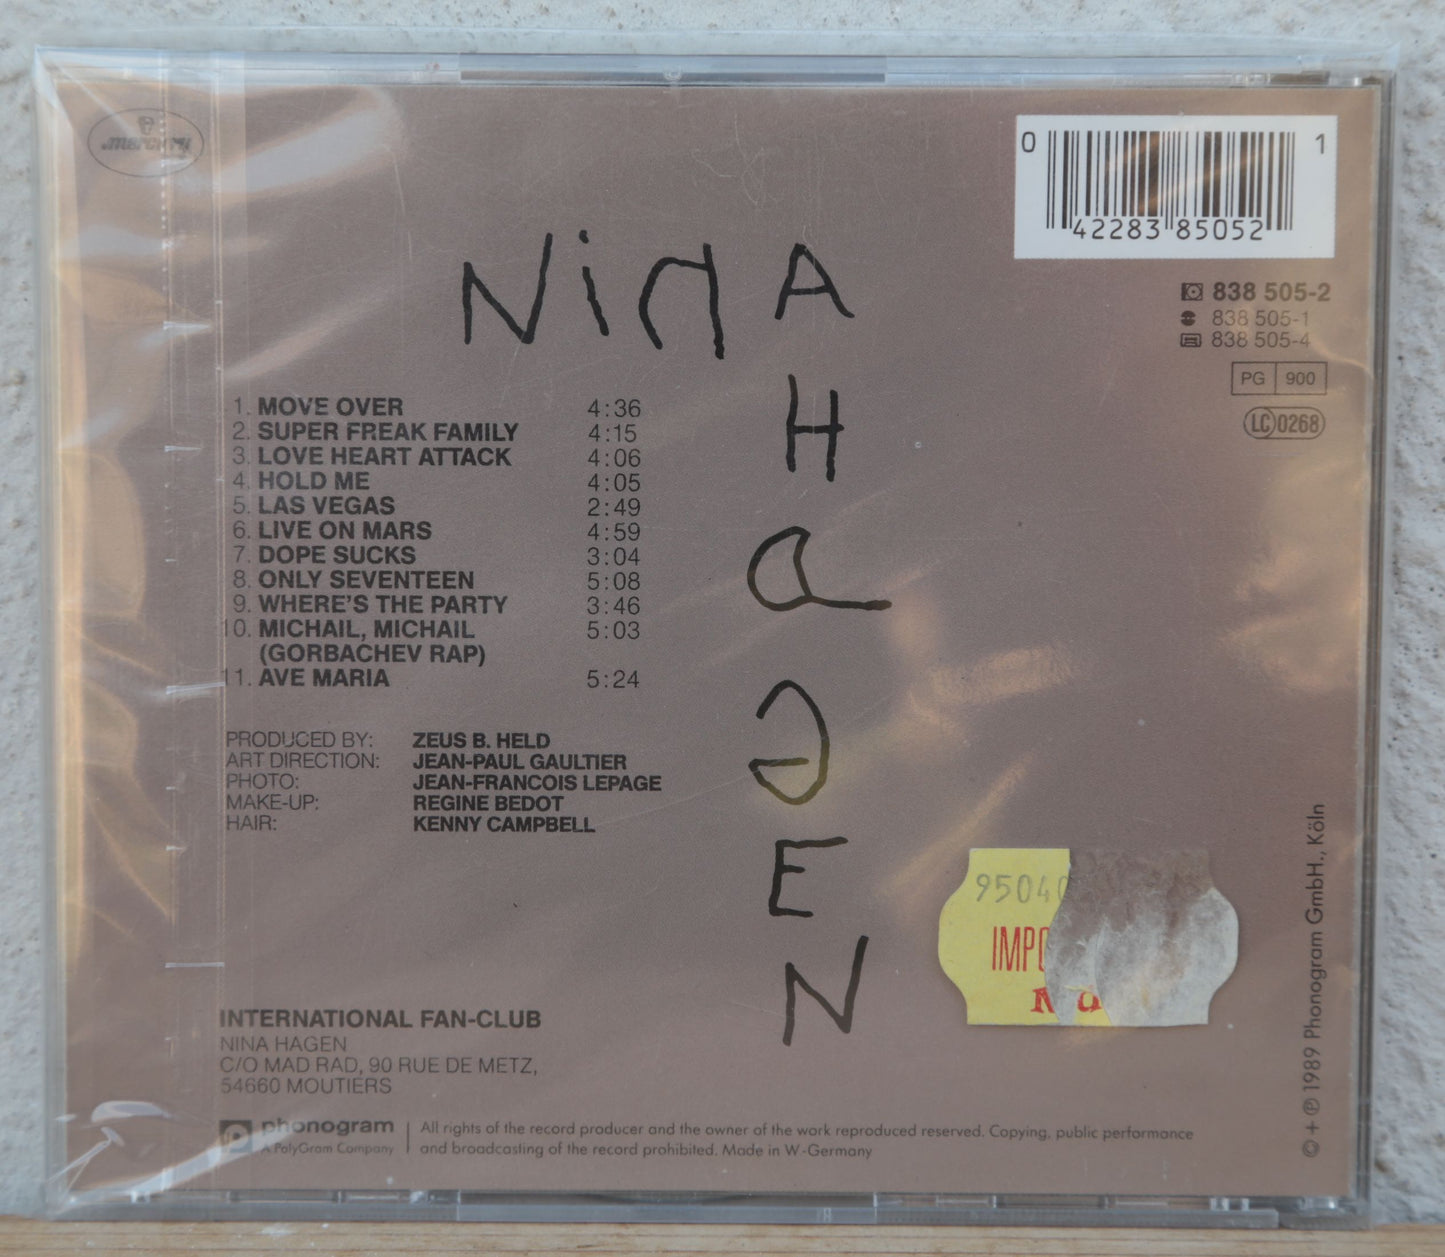 mercury
0 42283 85052 1
838 505-2
838 505-1
838 505-4
PG 900
LC 0268
NiNA
HAGEN
1. MOVE OVER 4:36
2. SUPER FREAK FAMILY 4:15
3. LOVE HEART ATTACK 4:06
4. HOLD ME 4:05
5. LAS VEGAS 2:49
6. LIVE ON MARS 4:59
7. DOPE SUCKS 3:04
8. ONLY SEVENTEEN 5:08
9. WHERE'S THE PARTY 3:46
10. MICHAIL, MICHAIL 5:03
(GORBACHEV RAP)
11. AVE MARIA 5:24
PRODUCED BY: ZEUS B. HELD
ART DIRECTION: JEAN-PAUL GAULTIER
PHOTO: JEAN-FRANCOIS LEPAGE
MAKE-UP: REGINE BEDOT
HAIR: KENNY CAMPBELL
95040
IMPO
INTERNATIONAL FAN-CLUB
NINA HAGEN
C/O MAD RAD, 90 RUE DE METZ,
54660 MOUTIERS
phonogram
A PolyGram Company
All rights of the record producer and the owner of the work reproduced reserved. Copying, public performance
and broadcasting of the record prohibited. Made in W.-Germany
© + ℗ 1989 Phonogram GmbH., Köln